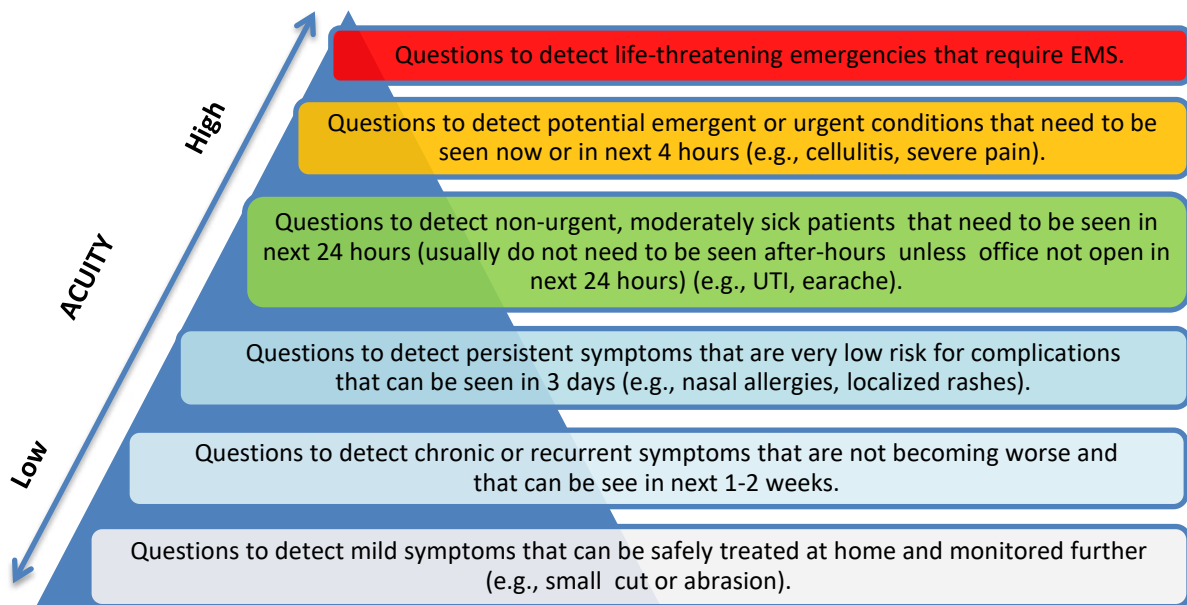 High
ACUITY
Low
Questions to detect life-threatening emergencies that require EMS.
Questions to detect potential emergent or urgent conditions that need to be
seen now or in next 4 hours (e.g., cellulitis, severe pain).
Questions to detect non-urgent, moderately sick patients  that need to be seen in
next 24 hours (usually do not need to be seen after-hours  unless  office not open in
next 24 hours) (e.g., UTI, earache).
Questions to detect persistent symptoms that are very low risk for complications
that can be seen in 3 days (e.g., nasal allergies, localized rashes).
Questions to detect chronic or recurrent symptoms that are not becoming worse and
that can be see in next 1-2 weeks.
Questions to detect mild symptoms that can be safely treated at home and monitored further
(e.g., small  cut or abrasion).